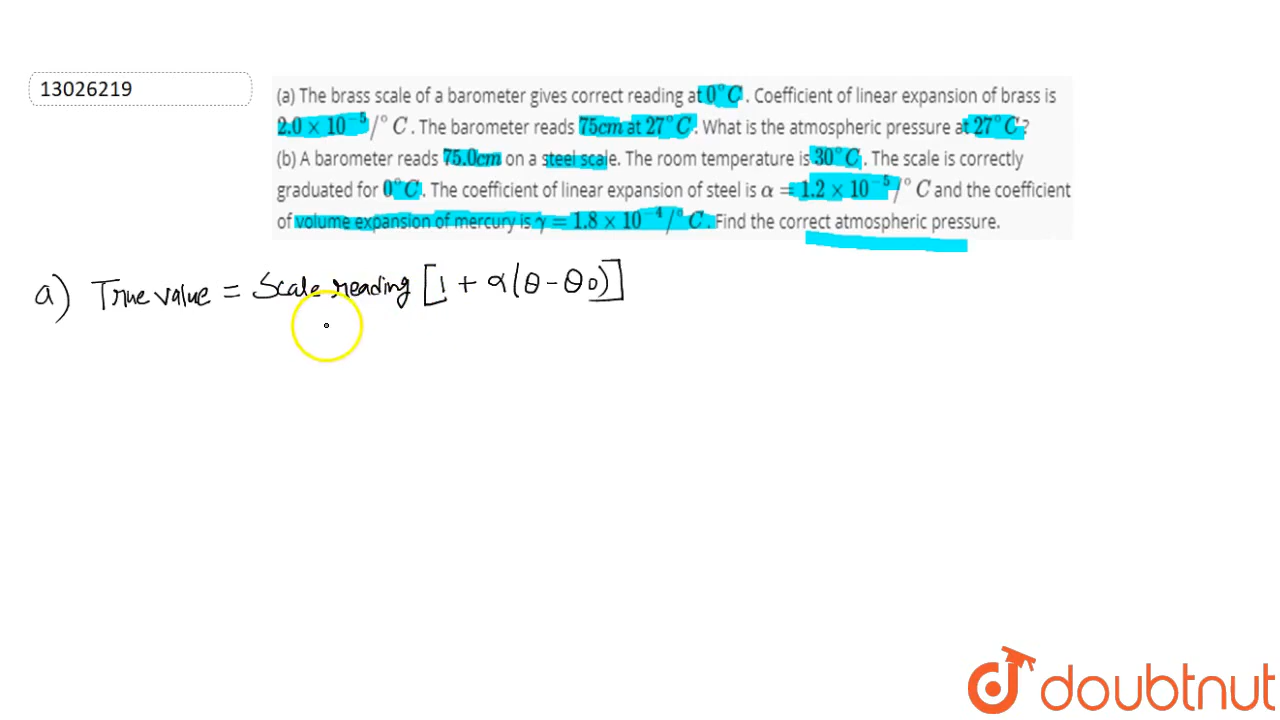 13026219
(a) The brass scale of a barometer gives correct reading at 0°C. Coefficient of linear expansion of brass is
2.0 × 10⁻⁵/°C. The barometer reads 75cm at 27°C. What is the atmospheric pressure at 27°C?
(b) A barometer reads 75.0cm on a steel scale. The room temperature is 30°C. The scale is correctly
graduated for 0°C. The coefficient of linear expansion of steel is α = 1.2 × 10⁻⁵/°C and the coefficient
of volume expansion of mercury is γ = 1.8 × 10⁻⁴/°C. Find the correct atmospheric pressure.
a) True value = Scale reading [1 + α(θ - θ0)]
doubtnut